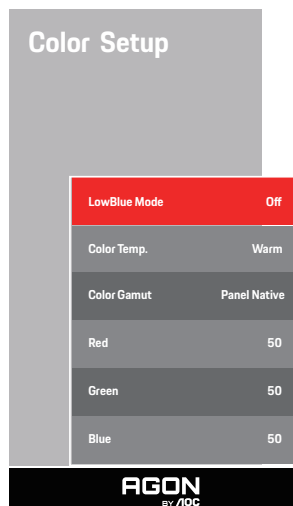 Color Setup
LowBlue Mode Off
Color Temp. Warm
Color Gamut Panel Native
Red 50
Green 50
Blue 50
AGON
BY AOC